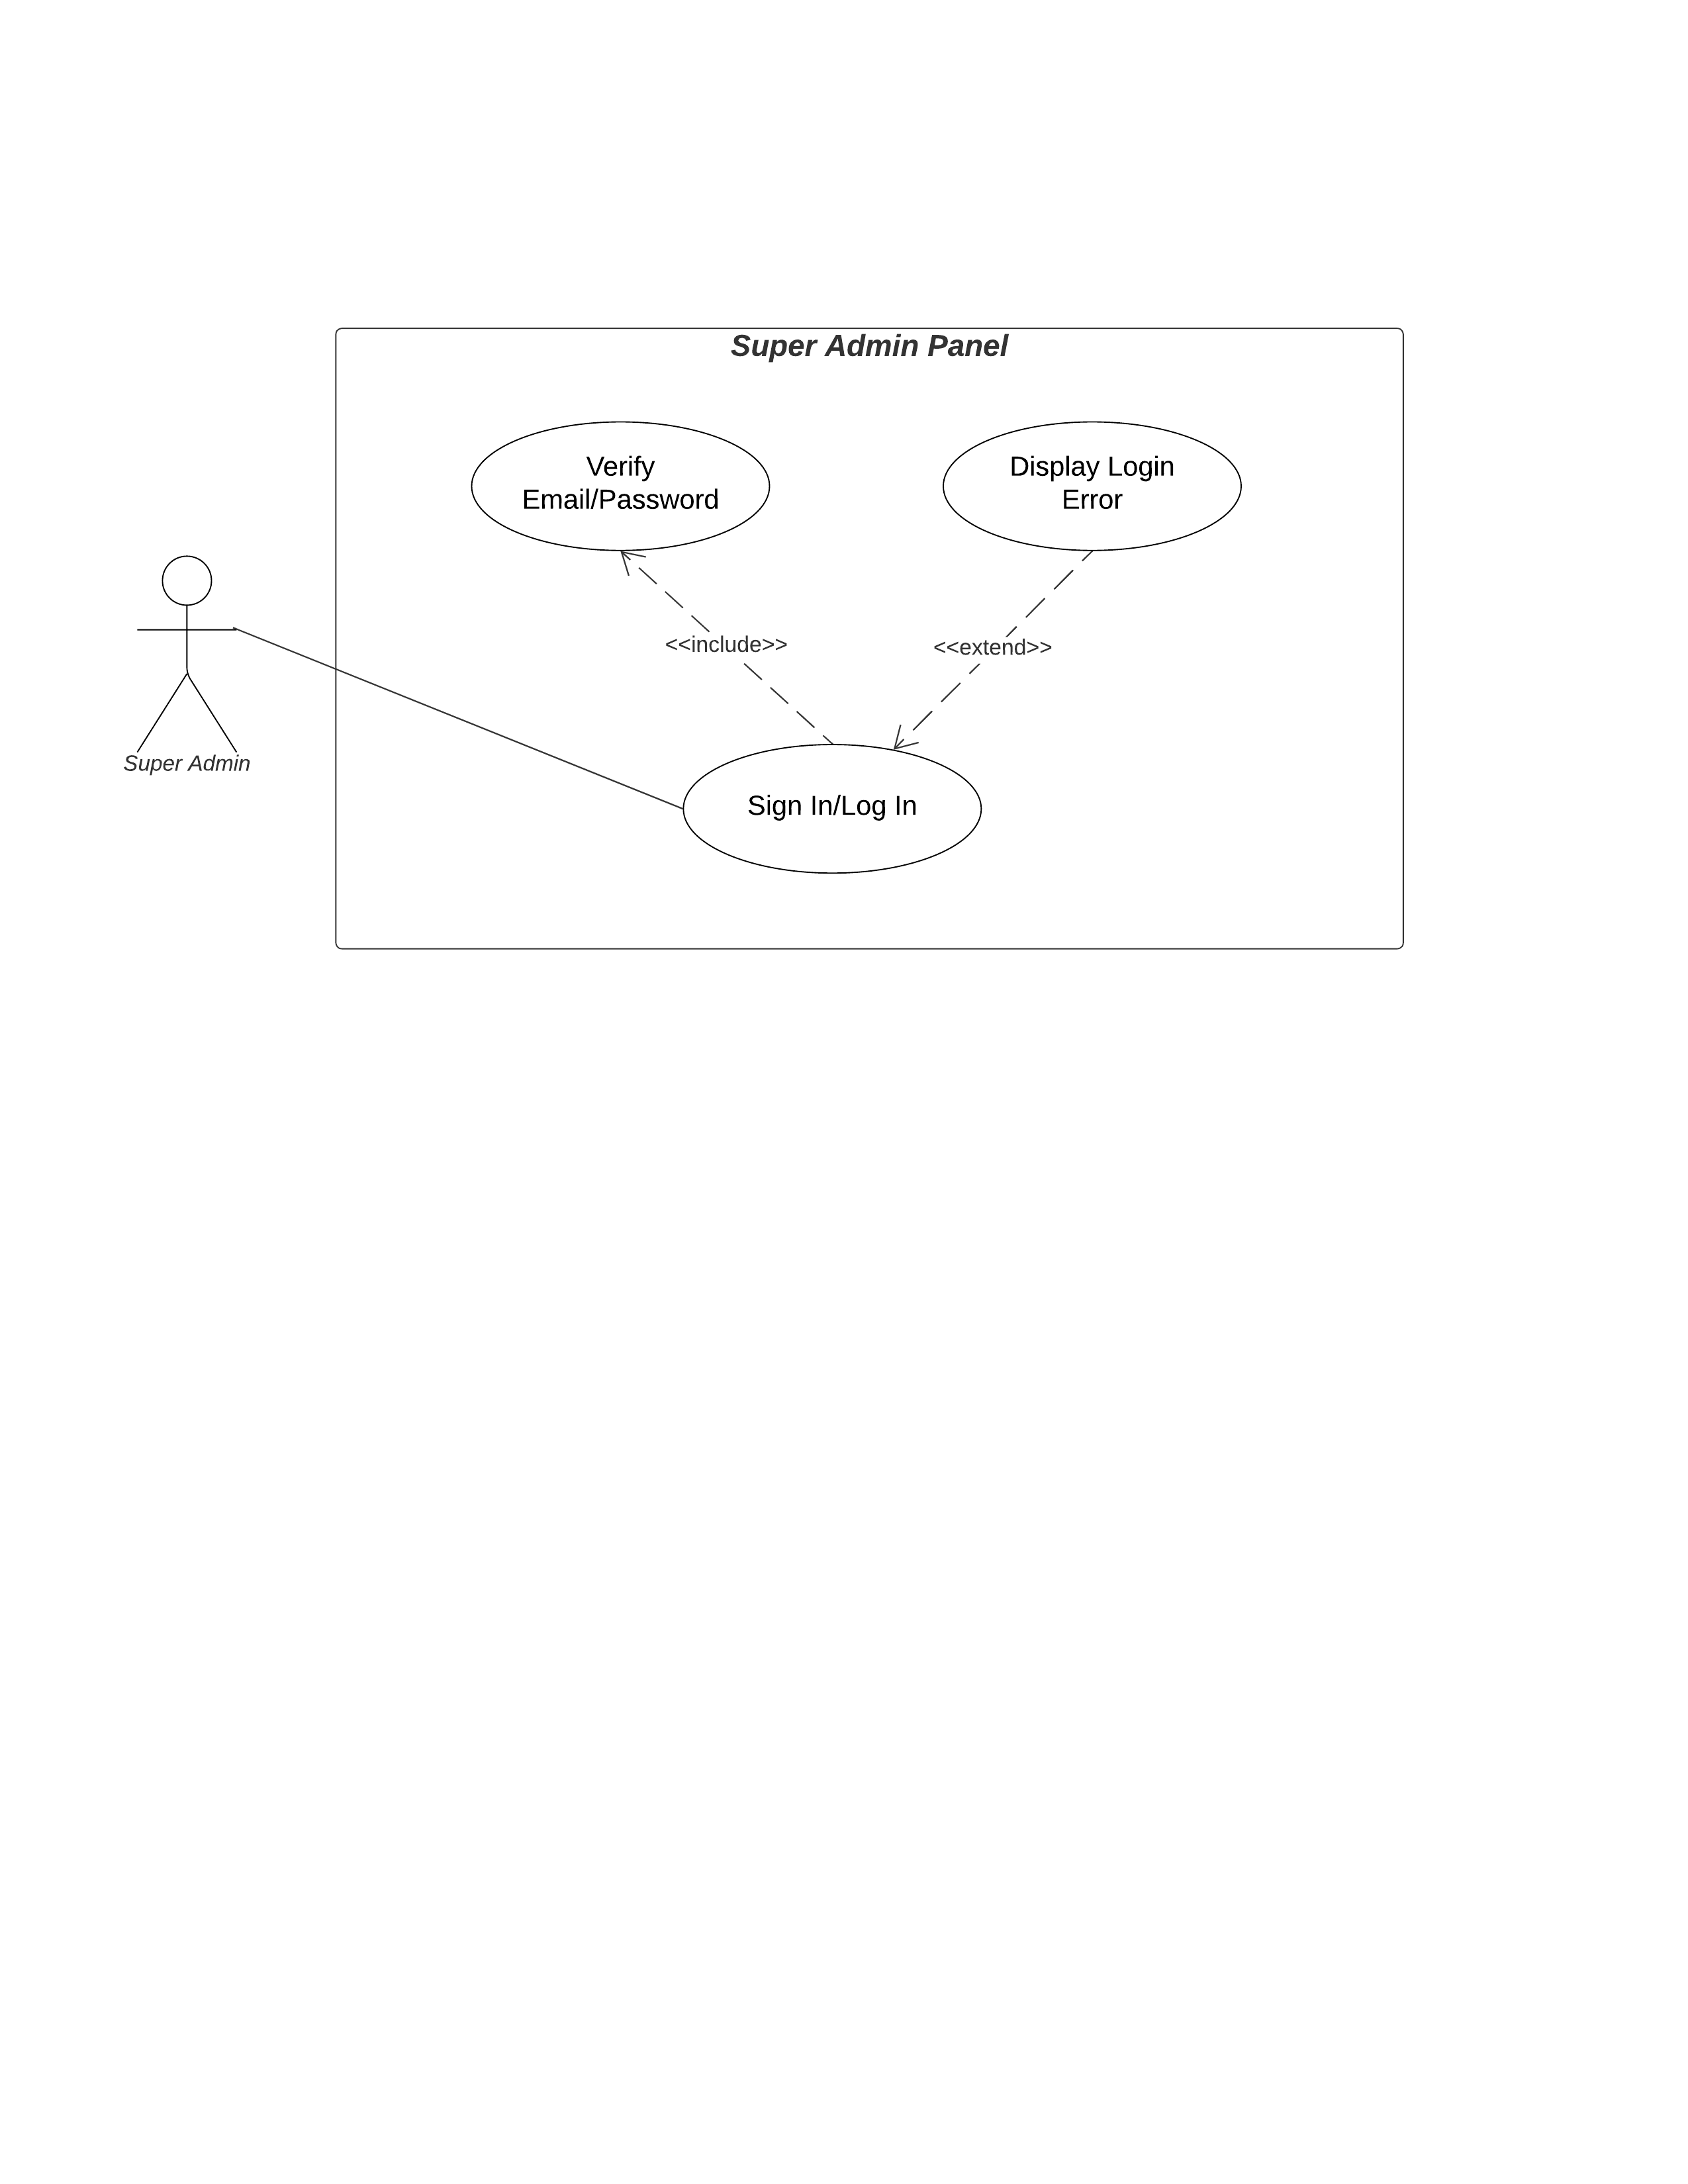 Super Admin Panel
Verify
Email/Password
Display Login
Error
<<include>>
<<extend>>
Super Admin
Sign In/Log In